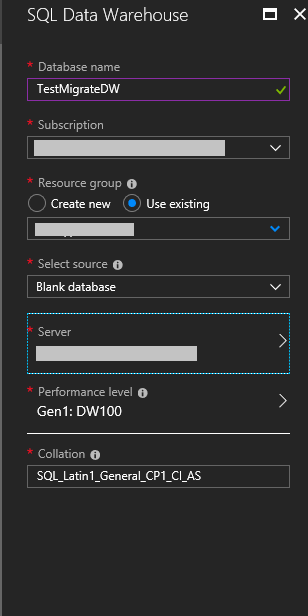 SQL Data Warehouse
* Database name
TestMigrateDW
* Subscription
* Resource group
Create new Use existing
* Select source
Blank database
* Server
* Performance level
Gen1: DW100
* Collation
SQL_Latin1_General_CP1_CI_AS